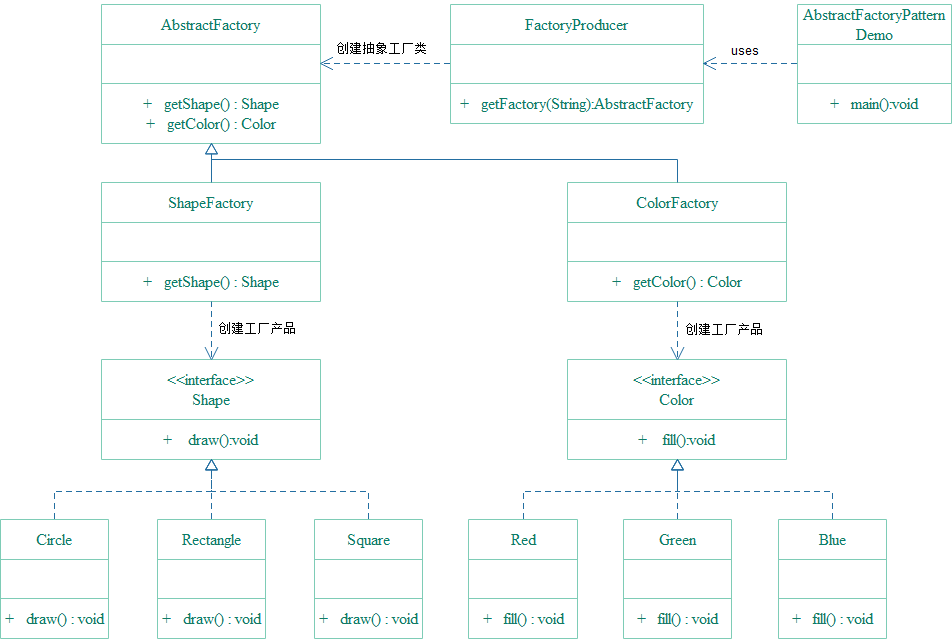 AbstractFactory
+ getShape() : Shape
+ getColor() : Color
创建抽象工厂类
FactoryProducer
+ getFactory(String):AbstractFactory
uses
AbstractFactoryPattern
Demo
+ main():void
ShapeFactory
+ getShape() : Shape
ColorFactory
+ getColor() : Color
创建工厂产品
创建工厂产品
<<interface>>
Shape
+ draw():void
<<interface>>
Color
+ fill():void
Circle
+ draw() : void
Rectangle
+ draw() : void
Square
+ draw() : void
Red
+ fill() : void
Green
+ fill() : void
Blue
+ fill() : void